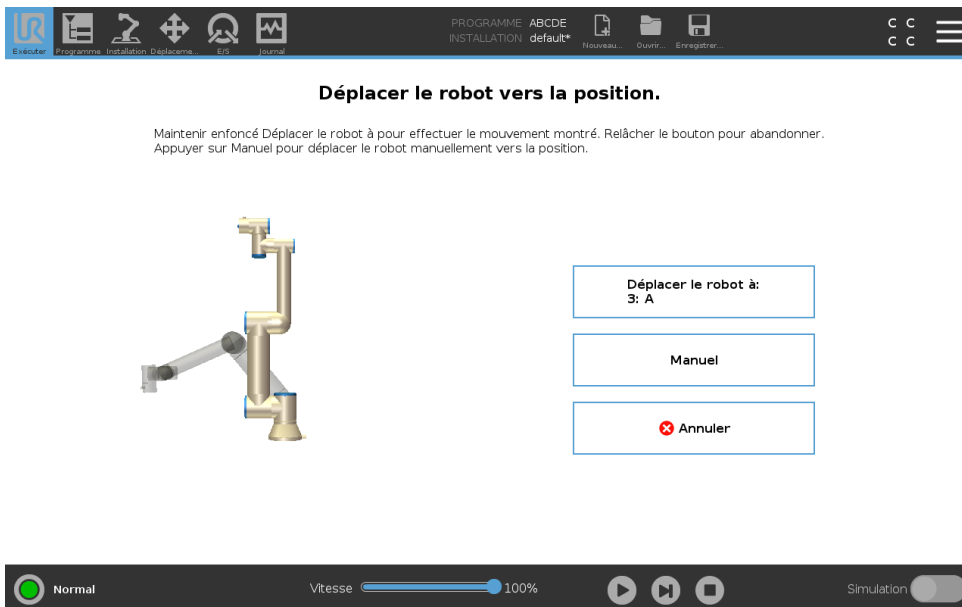 UR
Exécuter
Programme
Installation
Déplaceme...
E/S
Journal
PROGRAMME ABCDE
INSTALLATION default*
Nouveau...
Ouvrir...
Enregistrer...
C C
C C
Déplacer le robot vers la position.
Maintenir enfoncé Déplacer le robot à pour effectuer le mouvement montré. Relâcher le bouton pour abandonner.
Appuyer sur Manuel pour déplacer le robot manuellement vers la position.
Déplacer le robot à:
3: A
Manuel
Annuler
Normal
Vitesse
100%
Simulation